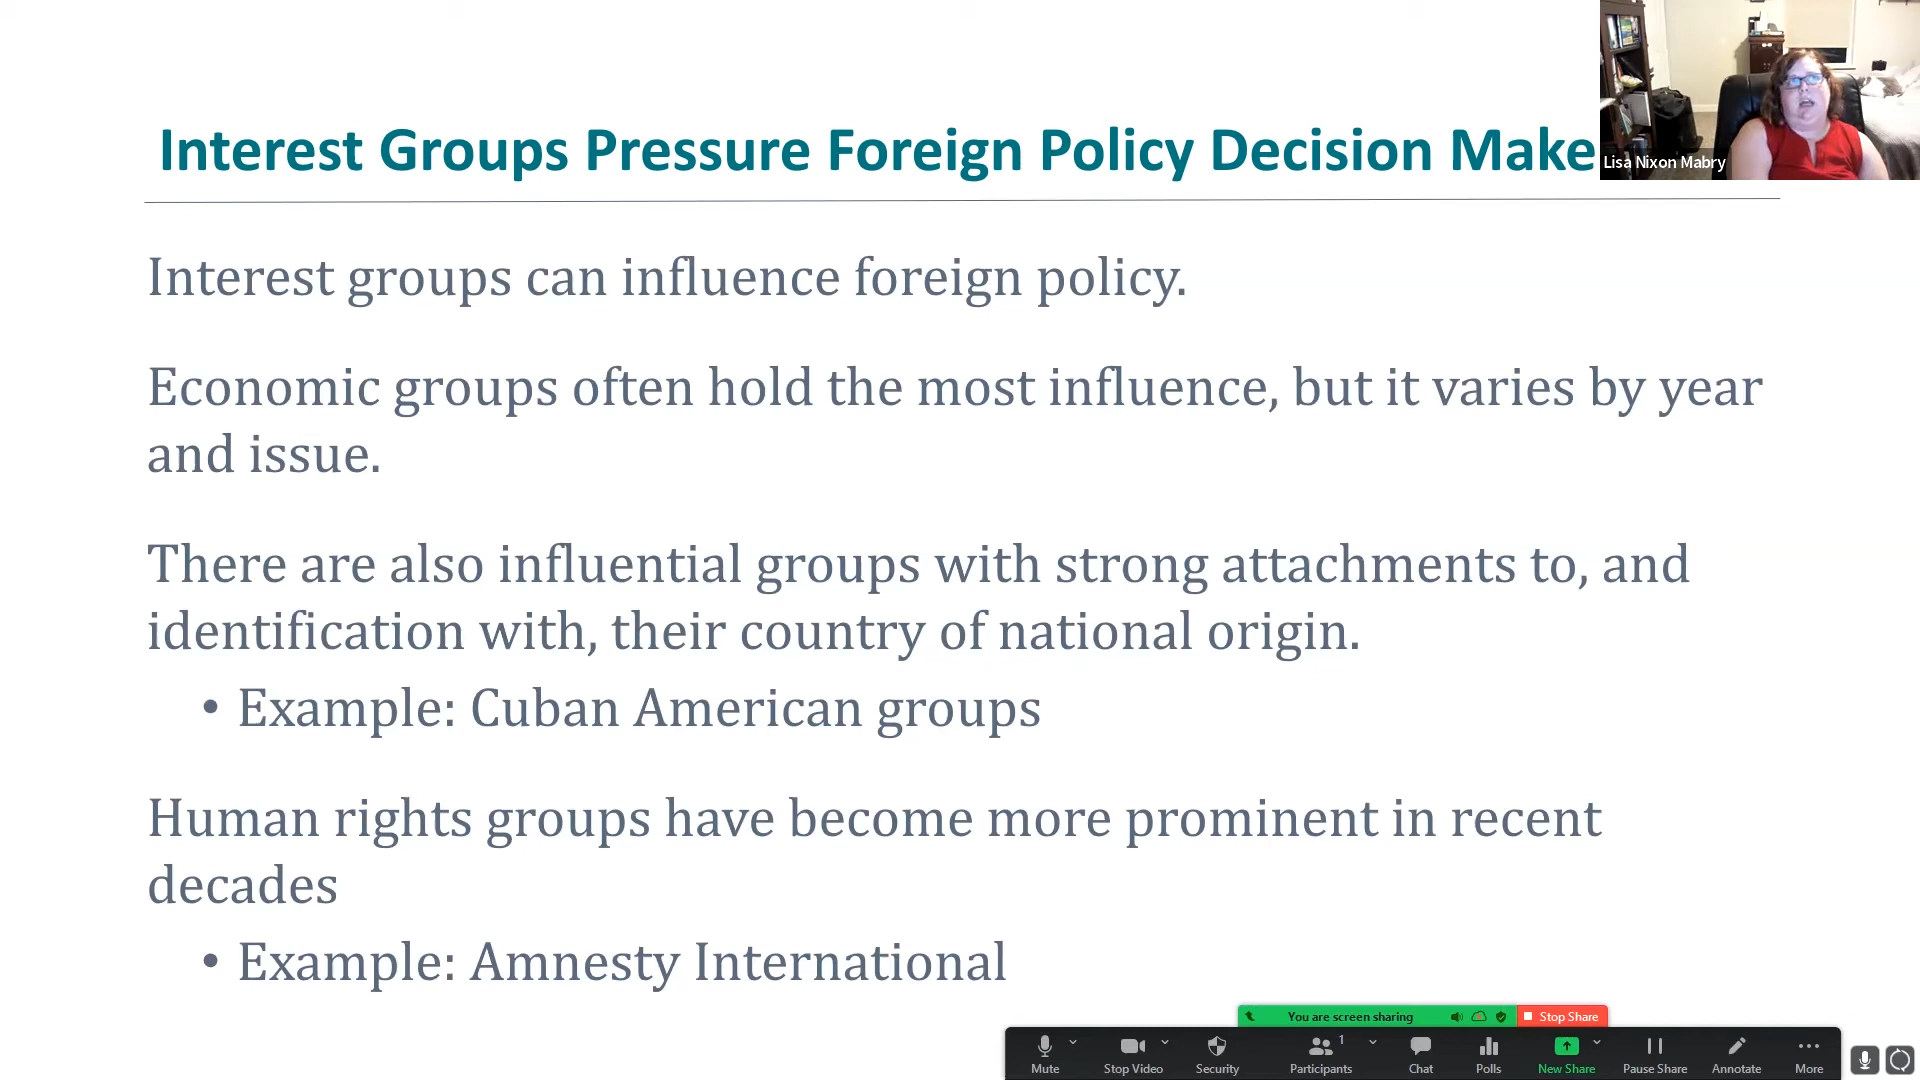 Interest Groups Pressure Foreign Policy Decision Make
Lisa Nixon Mabry
Interest groups can influence foreign policy.
Economic groups often hold the most influence, but it varies by year
and issue.
There are also influential groups with strong attachments to, and
identification with, their country of national origin.
• Example: Cuban American groups
Human rights groups have become more prominent in recent
decades
• Example: Amnesty International
You are screen sharing
Stop Share
Mute
Stop Video
Security
1
Participants
Chat
Polls
New Share
Pause Share
Annotate
More